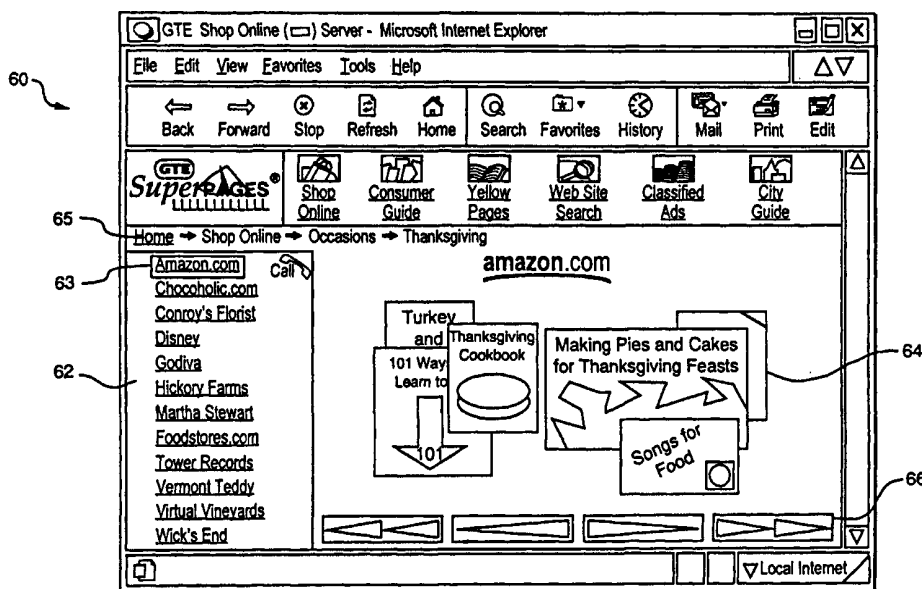 GTE Shop Online () Server - Microsoft Internet Explorer
File Edit View Favorites Tools Help
60
Back Forward Stop Refresh Home Search Favorites History Mail Print Edit
GTE
SuperPAGES®
Shop Online
Consumer Guide
Yellow Pages
Web Site Search
Classified Ads
City Guide
65
Home → Shop Online → Occasions → Thanksgiving
63
Amazon.com
Call
Chocoholic.com
Conroy's Florist
Disney
Godiva
62
Hickory Farms
Martha Stewart
Foodstores.com
Tower Records
Vermont Teddy
Virtual Vineyards
Wick's End
amazon.com
Turkey
and
101 Way
Learn to
101
Thanksgiving
Cookbook
Making Pies and Cakes
for Thanksgiving Feasts
64
Songs for
Food
66
Local Internet